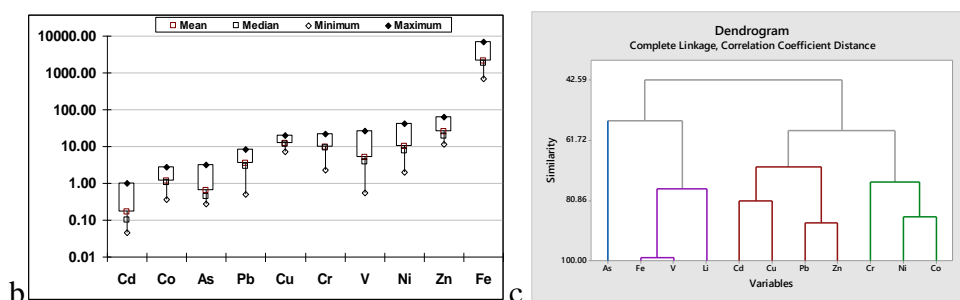 Mean Median Minimum Maximum
10000.00
1000.00
100.00
10.00
1.00
0.10
0.01
Cd Co As Pb Cu Cr V Ni Zn Fe
b
Dendrogram
Complete Linkage, Correlation Coefficient Distance
Similarity
42.59
61.72
80.86
100.00
As Fe V Li Cd Cu Pb Zn Cr Ni Co
Variables
c